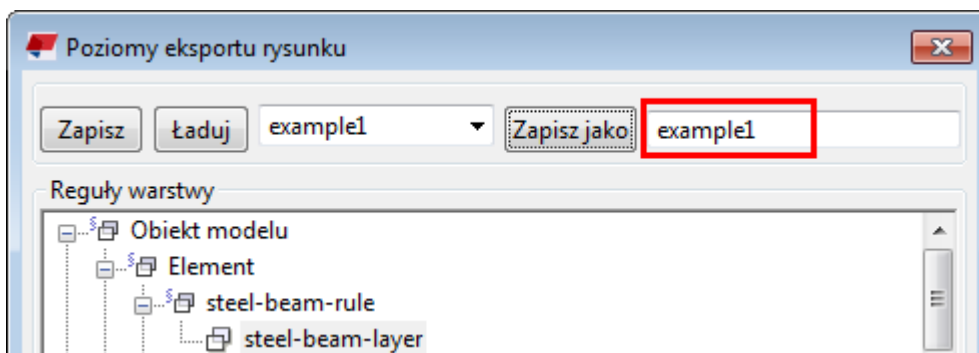 Poziomy eksportu rysunku
Zapisz Ładuj example1 Zapisz jako example1
Reguły warstwy
Obiekt modelu
Element
steel-beam-rule
steel-beam-layer